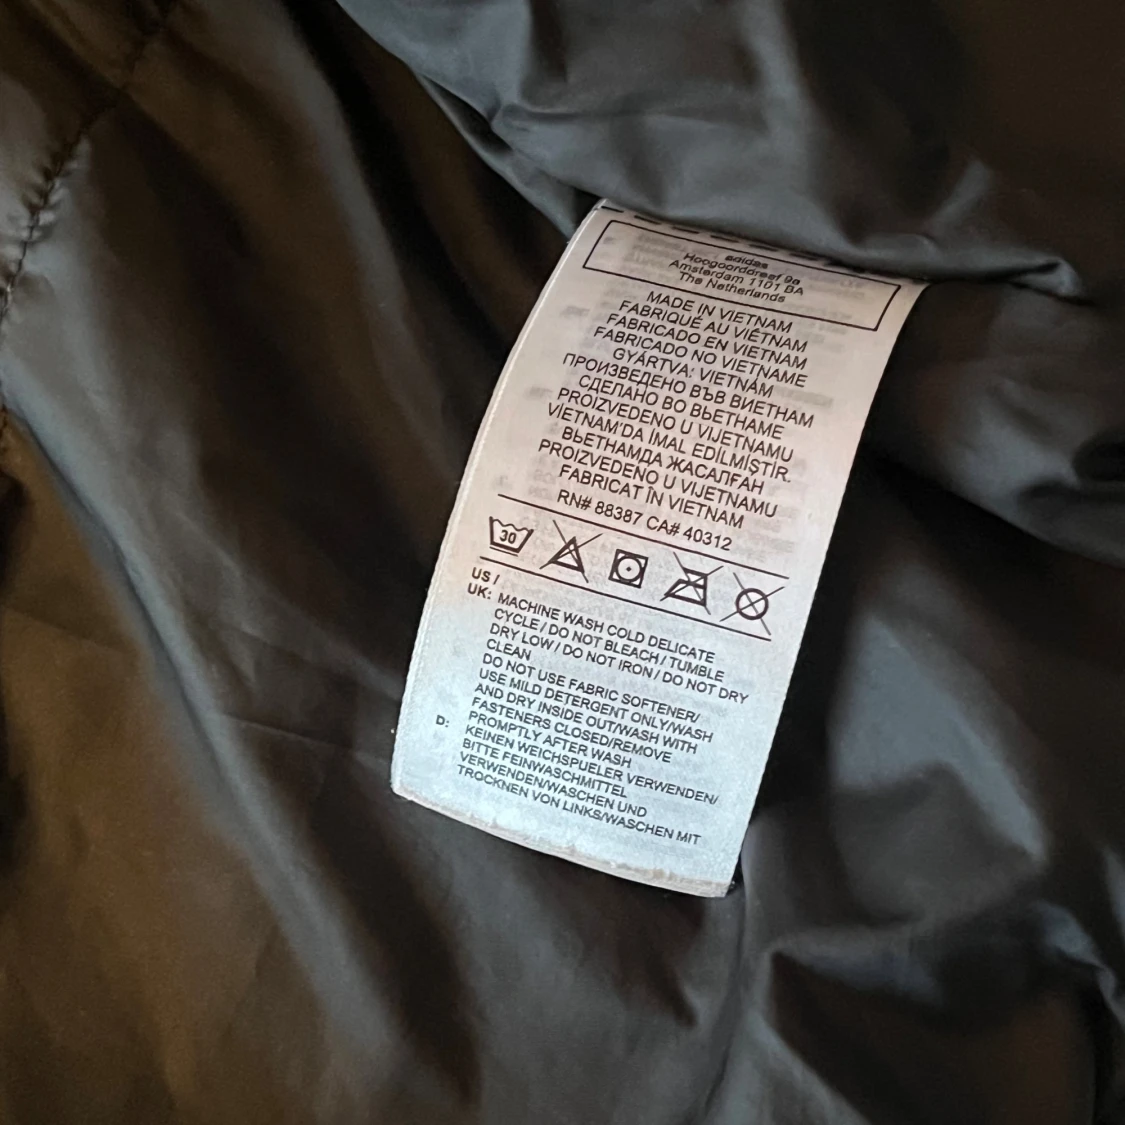 adidas
Hoogoorddreef 9a
Amsterdam 1101 BA
The Netherlands
MADE IN VIETNAM
FABRIQUÉ AU VIÊTNAM
FABRICADO EN VIETNAM
FABRICADO NO VIETNAME
GYÁRTVA: VIETNÁM
ПРОИЗВЕДЕНО ВЪВ ВИЕТНАМ
СДЕЛАНО ВО ВЬЕТНАМЕ
PROIZVEDENO U VIJETNAMU
VİETNAM'DA İMAL EDİLMİŞTİR.
ВЬЕТНАМДА ЖАСАЛҒАН
PROIZVEDENO U VIJETNAMU
FABRICAT ÎN VIETNAM
RN# 88387 CA# 40312
30
US /
UK: MACHINE WASH COLD DELICATE
CYCLE / DO NOT BLEACH / TUMBLE
DRY LOW / DO NOT IRON / DO NOT DRY
CLEAN
DO NOT USE FABRIC SOFTENER/
USE MILD DETERGENT ONLY/WASH
AND DRY INSIDE OUT/WASH WITH
FASTENERS CLOSED/REMOVE
PROMPTLY AFTER WASH
D: KEINEN WEICHSPUELER VERWENDEN/
BITTE FEINWASCHMITTEL
VERWENDEN/WASCHEN UND
TROCKNEN VON LINKS/WASCHEN MIT